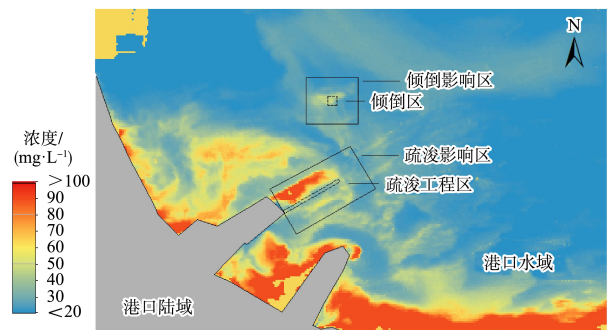 N
倾倒影响区
倾倒区
疏浚影响区
疏浚工程区
浓度/
(mg·L⁻¹)
>100
90
80
70
60
50
40
30
≤20
港口水域
港口陆域